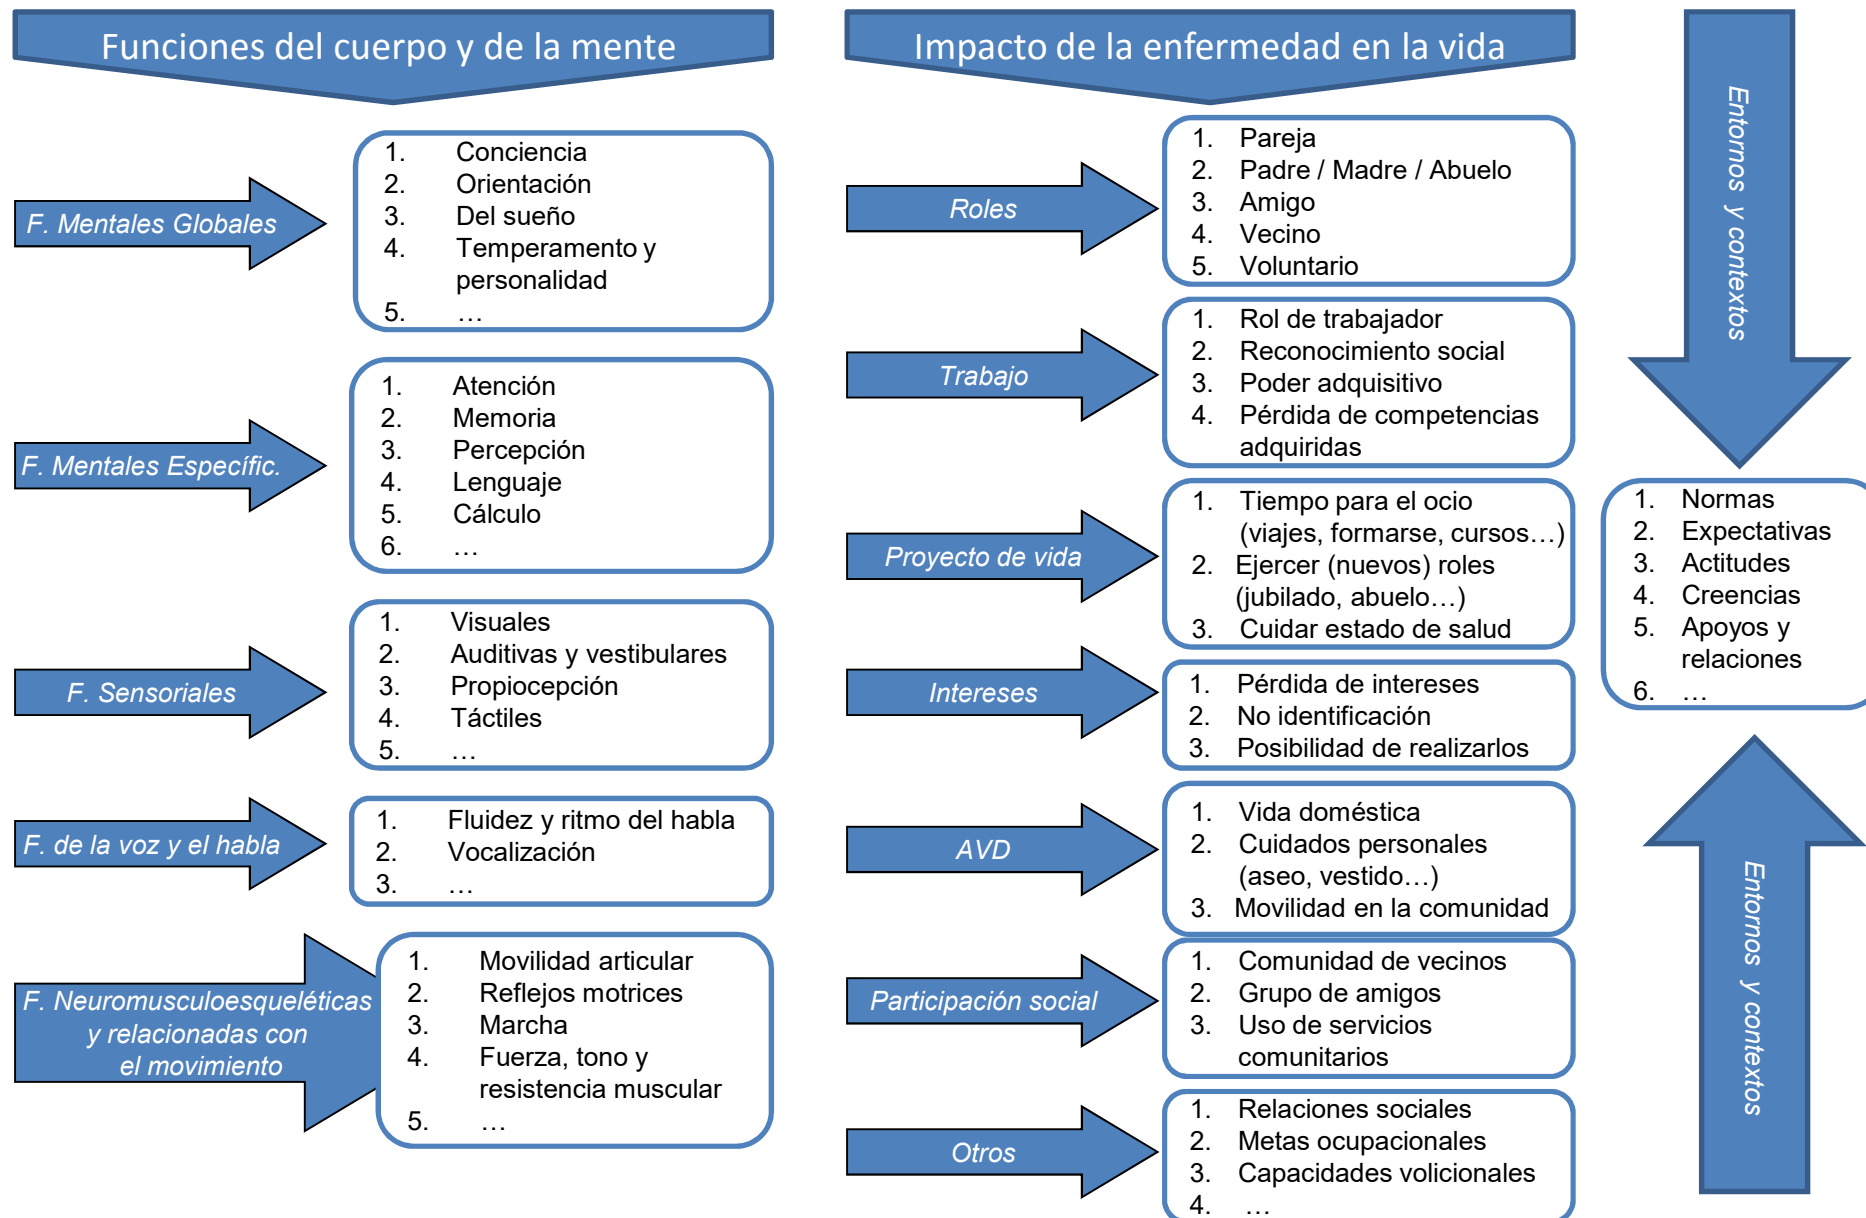 Funciones del cuerpo y de la mente
F. Mentales Globales
1. Conciencia
2. Orientación
3. Del sueño
4. Temperamento y
personalidad
5. …
F. Mentales Específic.
1. Atención
2. Memoria
3. Percepción
4. Lenguaje
5. Cálculo
6. …
F. Sensoriales
1. Visuales
2. Auditivas y vestibulares
3. Propiocepción
4. Táctiles
5. …
F. de la voz y el habla
1. Fluidez y ritmo del habla
2. Vocalización
3. …
F. Neuromusculoesqueléticas
y relacionadas con
el movimiento
1. Movilidad articular
2. Reflejos motrices
3. Marcha
4. Fuerza, tono y
resistencia muscular
5. …
Impacto de la enfermedad en la vida
Roles
1. Pareja
2. Padre / Madre / Abuelo
3. Amigo
4. Vecino
5. Voluntario
Trabajo
1. Rol de trabajador
2. Reconocimiento social
3. Poder adquisitivo
4. Pérdida de competencias
adquiridas
Proyecto de vida
1. Tiempo para el ocio
(viajes, formarse, cursos…)
2. Ejercer (nuevos) roles
(jubilado, abuelo…)
3. Cuidar estado de salud
Intereses
1. Pérdida de intereses
2. No identificación
3. Posibilidad de realizarlos
AVD
1. Vida doméstica
2. Cuidados personales
(aseo, vestido…)
3. Movilidad en la comunidad
Participación social
1. Comunidad de vecinos
2. Grupo de amigos
3. Uso de servicios
comunitarios
Otros
1. Relaciones sociales
2. Metas ocupacionales
3. Capacidades volicionales
4. …
Entornos y contextos
1. Normas
2. Expectativas
3. Actitudes
4. Creencias
5. Apoyos y
relaciones
6. …
Entornos y contextos